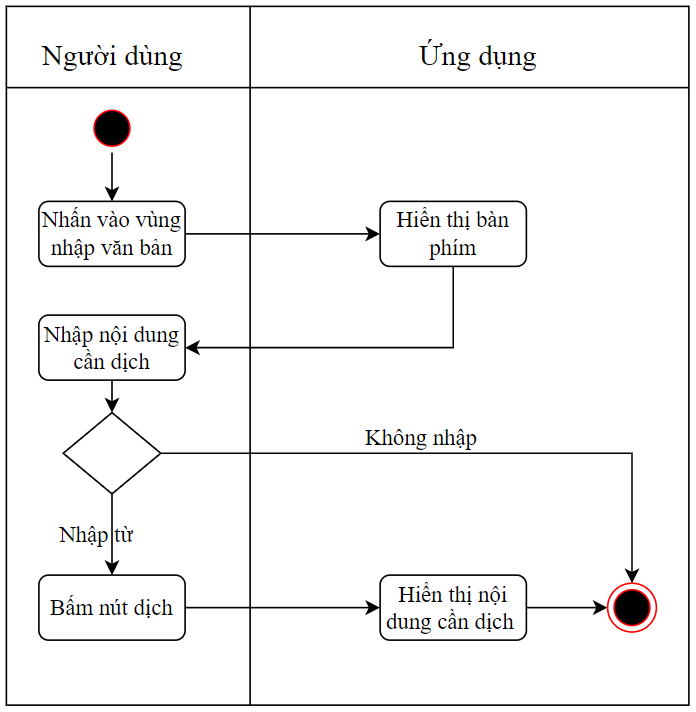 Người dùng
Ứng dụng
Nhấn vào vùng
nhập văn bản
Hiển thị bàn
phím
Nhập nội dung
cần dịch
Không nhập
Nhập từ
Bấm nút dịch
Hiển thị nội
dung cần dịch